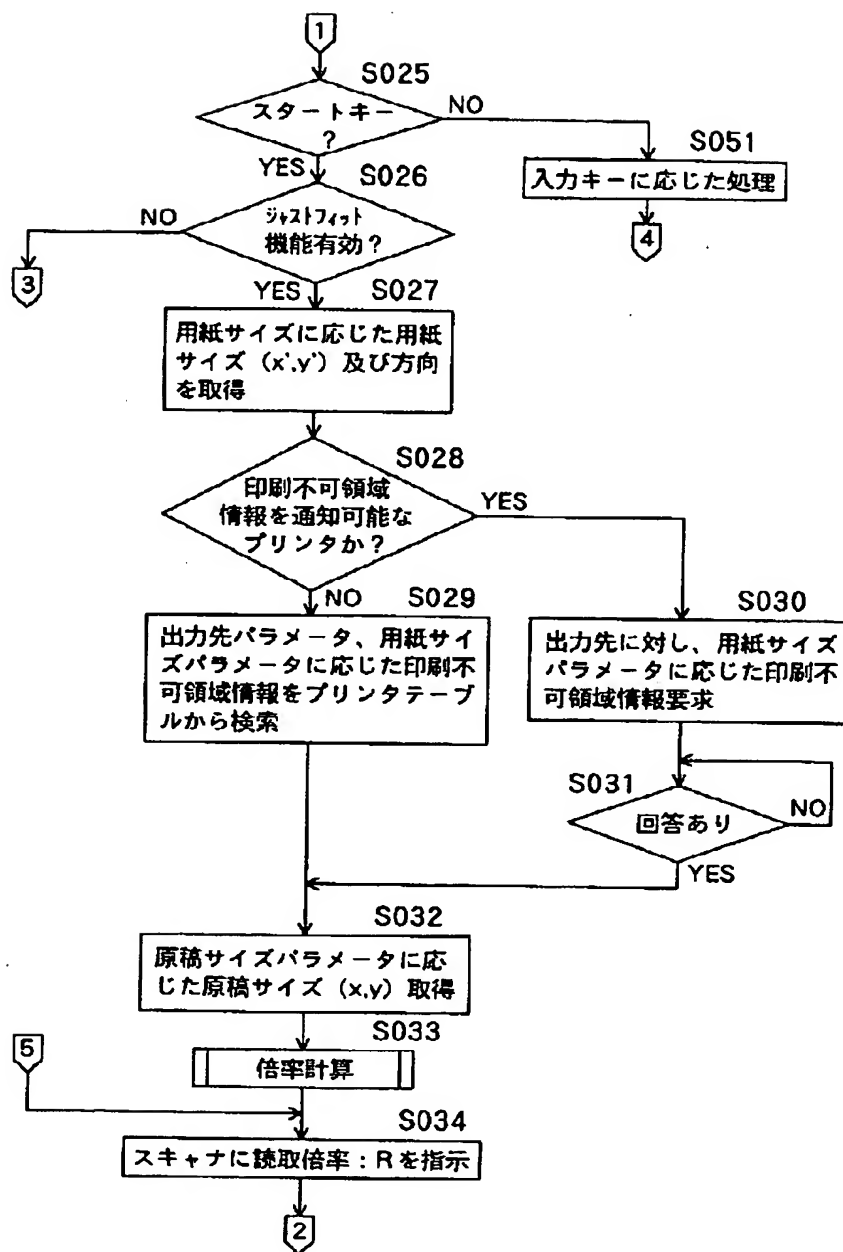 1
S025
スタートキー
?
NO
YES
S051
入力キーに応じた処理
4
S026
ジャストフィット
機能有効?
NO
3
YES
S027
用紙サイズに応じた用紙
サイズ (x',y') 及び方向
を取得
S028
印刷不可領域
情報を通知可能な
プリンタか?
YES
NO
S029
出力先パラメータ、用紙サイ
ズパラメータに応じた印刷不
可領域情報をプリンタテーブ
ルから検索
S030
出力先に対し、用紙サイズ
パラメータに応じた印刷不
可領域情報要求
S031
回答あり
NO
YES
S032
原稿サイズパラメータに応
じた原稿サイズ (x,y) 取得
S033
倍率計算
5
S034
スキャナに読取倍率:Rを指示
2